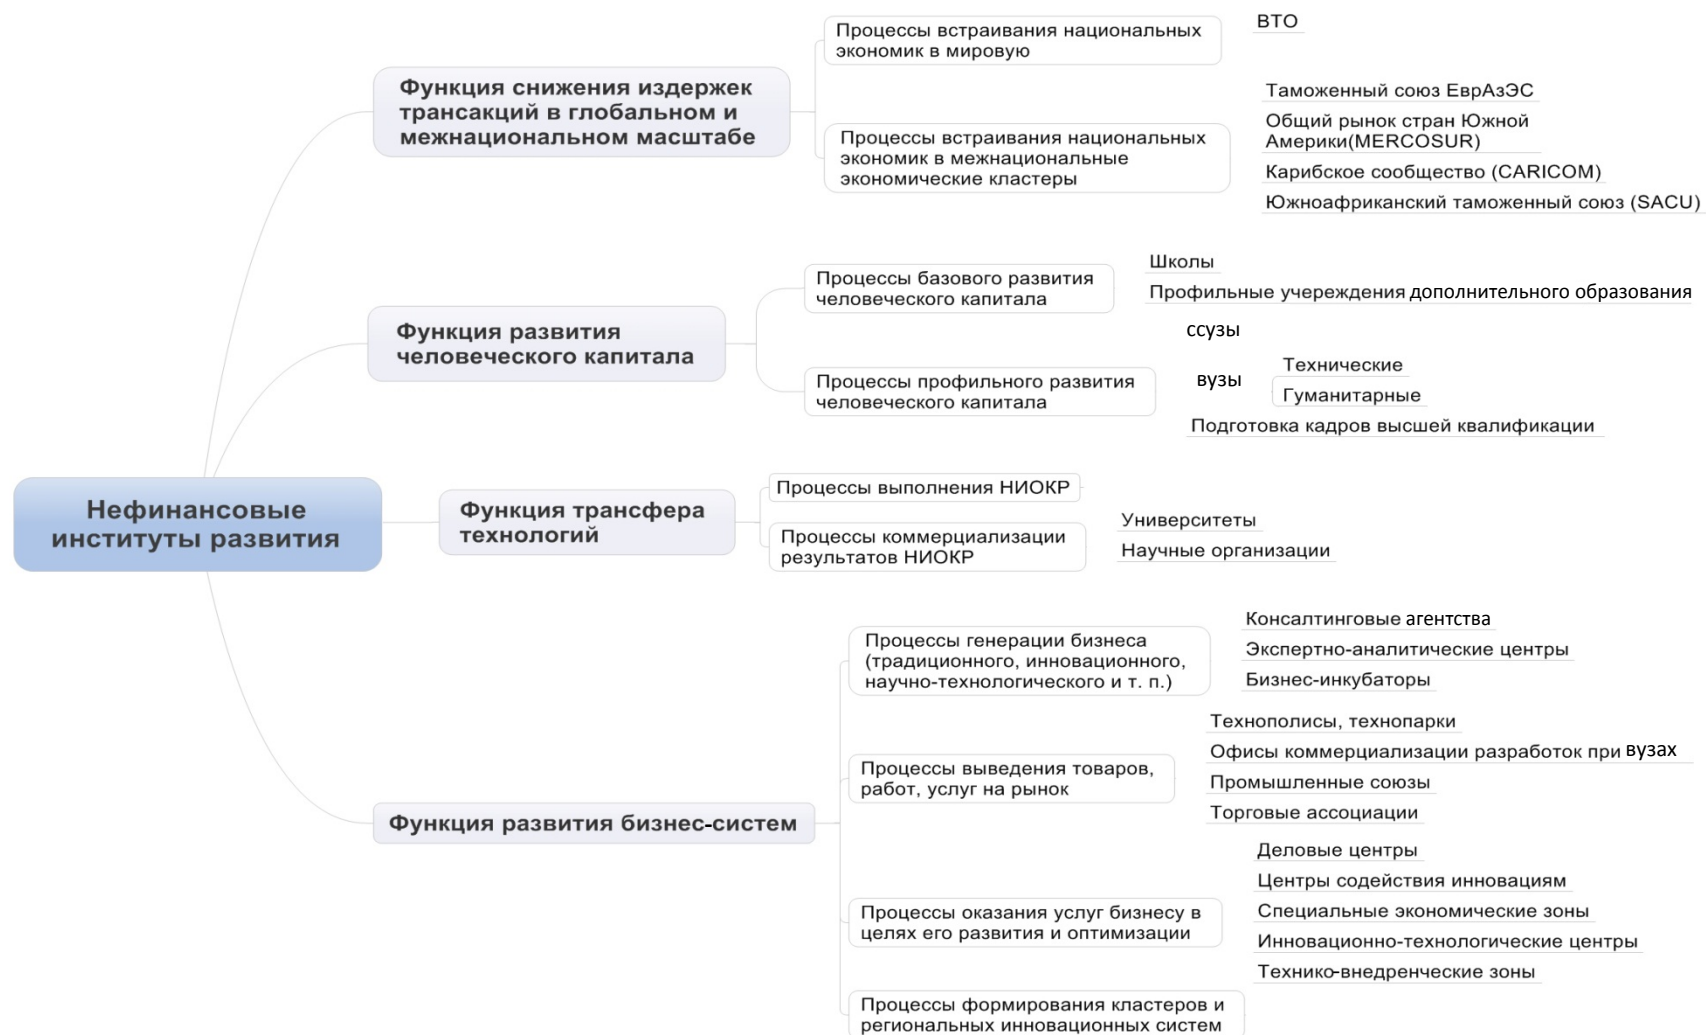 Нефинансовые
институты развития
Функция снижения издержек
трансакций в глобальном и
межнациональном масштабе
Процессы встраивания национальных
экономик в мировую
ВТО
Процессы встраивания национальных
экономик в межнациональные
экономические кластеры
Таможенный союз ЕврАзЭС
Общий рынок стран Южной
Америки(MERCOSUR)
Карибское сообщество (CARICOM)
Южноафриканский таможенный союз (SACU)
Функция развития
человеческого капитала
Процессы базового развития
человеческого капитала
Школы
Профильные учереждения дополнительного образования
Процессы профильного развития
человеческого капитала
ссузы
вузы
Технические
Гуманитарные
Подготовка кадров высшей квалификации
Функция трансфера
технологий
Процессы выполнения НИОКР
Процессы коммерциализации
результатов НИОКР
Университеты
Научные организации
Функция развития бизнес-систем
Процессы генерации бизнеса
(традиционного, инновационного,
научно-технологического и т. п.)
Консалтинговые агентства
Экспертно-аналитические центры
Бизнес-инкубаторы
Процессы выведения товаров,
работ, услуг на рынок
Технополисы, технопарки
Офисы коммерциализации разработок при вузах
Промышленные союзы
Торговые ассоциации
Процессы оказания услуг бизнесу в
целях его развития и оптимизации
Деловые центры
Центры содействия инновациям
Специальные экономические зоны
Инновационно-технологические центры
Технико-внедренческие зоны
Процессы формирования кластеров и
региональных инновационных систем